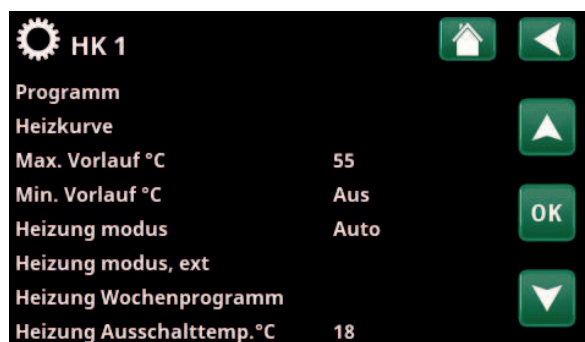 HK 1
Programm
Heizkurve
Max. Vorlauf °C 55
Min. Vorlauf °C Aus
Heizung modus Auto
Heizung modus, ext
Heizung Wochenprogramm
Heizung Ausschalttemp.°C 18
OK